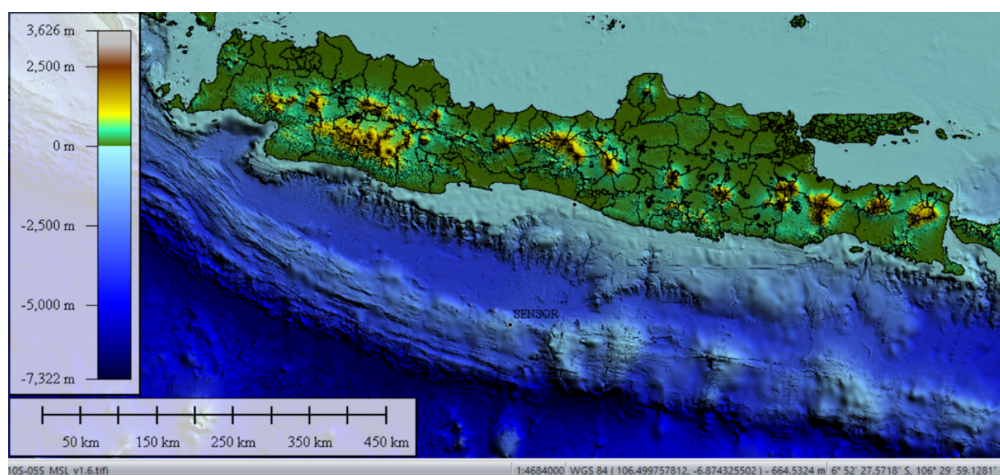 3,626 m
2,500 m
0 m
-2,500 m
-5,000 m
-7,322 m
SENSOR
50 km 150 km 250 km 350 km 450 km
10S-05S_MSL_v1.6.tif) 1:4684000 WGS 84 ( 106.499757812, -6.874325502) - 664.5324 m 6° 52' 27.5718" S, 106° 29' 59.1281"